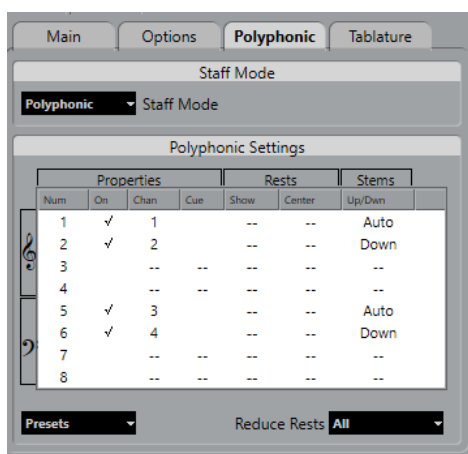 Main Options Polyphonic Tablature
Staff Mode
Polyphonic Staff Mode
Polyphonic Settings
Properties Rests Stems
Num On Chan Cue Show Center Up/Dwn
1 √ 1 -- -- Auto
2 √ 2 -- -- Down
3 -- -- -- -- --
4 -- -- -- -- --
5 √ 3 -- -- Auto
6 √ 4 -- -- Down
7 -- -- -- -- --
8 -- -- -- -- --
Presets Reduce Rests All